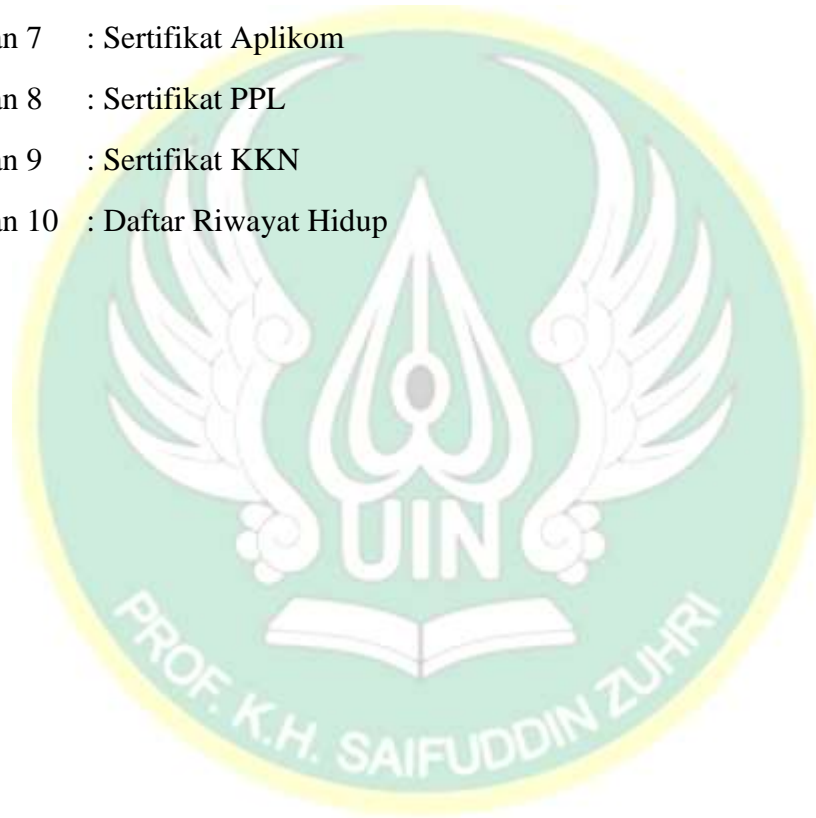 an 7 : Sertifikat Aplikom
an 8 : Sertifikat PPL
an 9 : Sertifikat KKN
an 10 : Daftar Riwayat Hidup
UIN
PROF. K.H. SAIFUDDIN ZUHRI